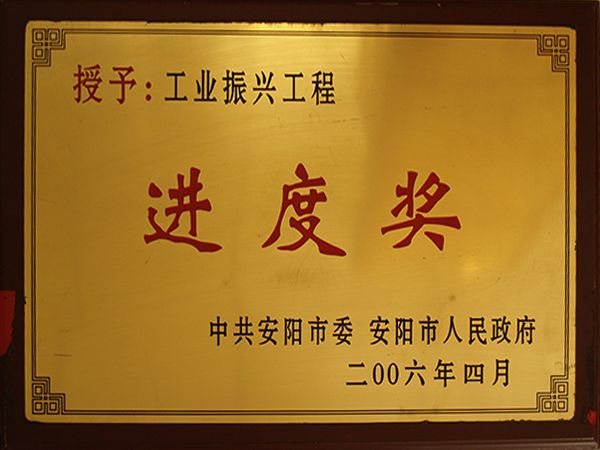 授予：工业振兴工程
进度奖
中共安阳市委 安阳市人民政府
二00六年四月